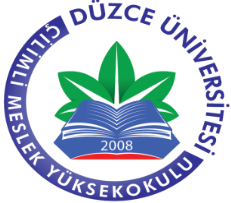 DÜZCE ÜNİVERSİTESİ
ÇİLİMLİ MESLEK YÜKSEKOKULU
2008